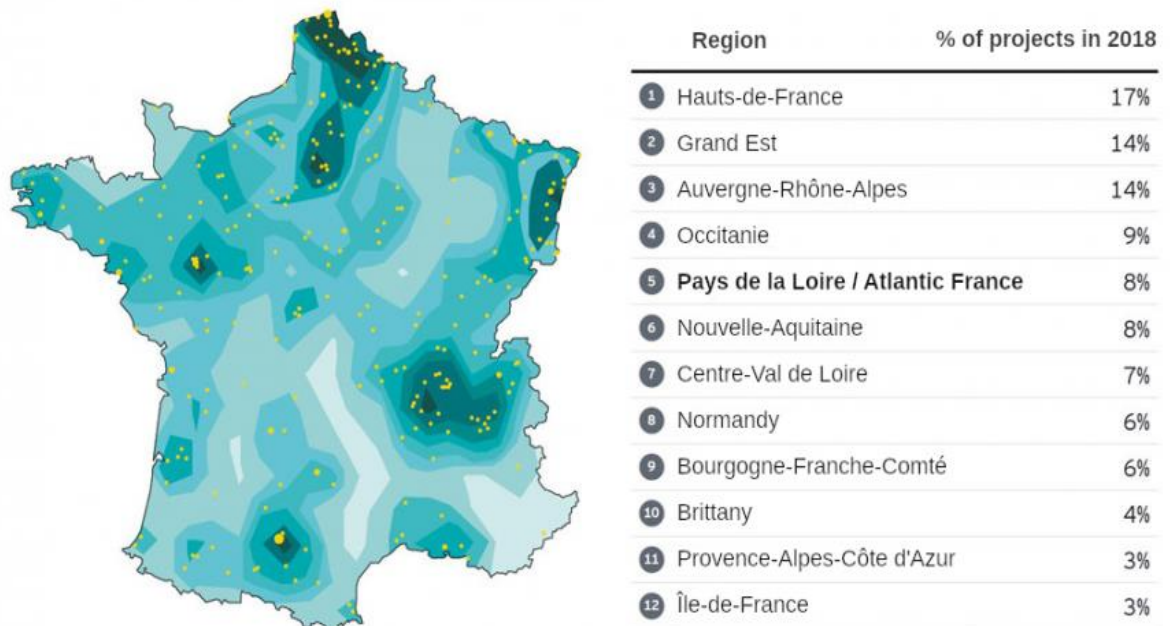 Region % of projects in 2018
1 Hauts-de-France 17%
2 Grand Est 14%
3 Auvergne-Rhône-Alpes 14%
4 Occitanie 9%
5 Pays de la Loire / Atlantic France 8%
6 Nouvelle-Aquitaine 8%
7 Centre-Val de Loire 7%
8 Normandy 6%
9 Bourgogne-Franche-Comté 6%
10 Brittany 4%
11 Provence-Alpes-Côte d'Azur 3%
12 Île-de-France 3%